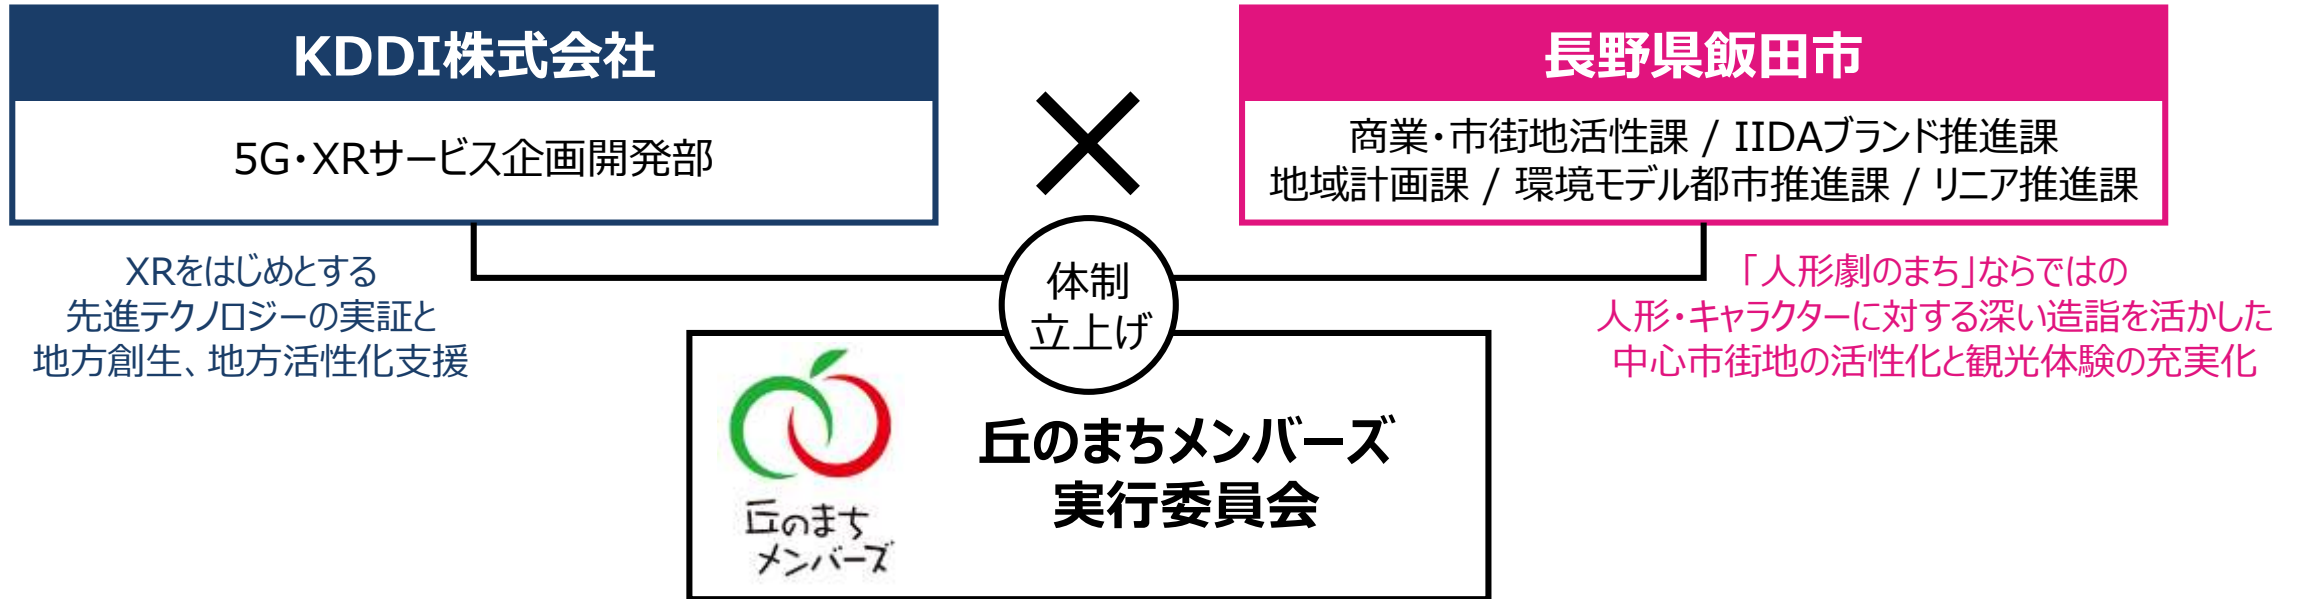 KDDI株式会社
5G・XRサービス企画開発部
XRをはじめとする
先進テクノロジーの実証と
地方創生、地方活性化支援
長野県飯田市
商業・市街地活性課 / IIDAブランド推進課
地域計画課 / 環境モデル都市推進課 / リニア推進課
「人形劇のまち」ならではの
人形・キャラクターに対する深い造詣を活かした
中心市街地の活性化と観光体験の充実化
体制
立上げ
丘のまち
メンバーズ
丘のまちメンバーズ
実行委員会